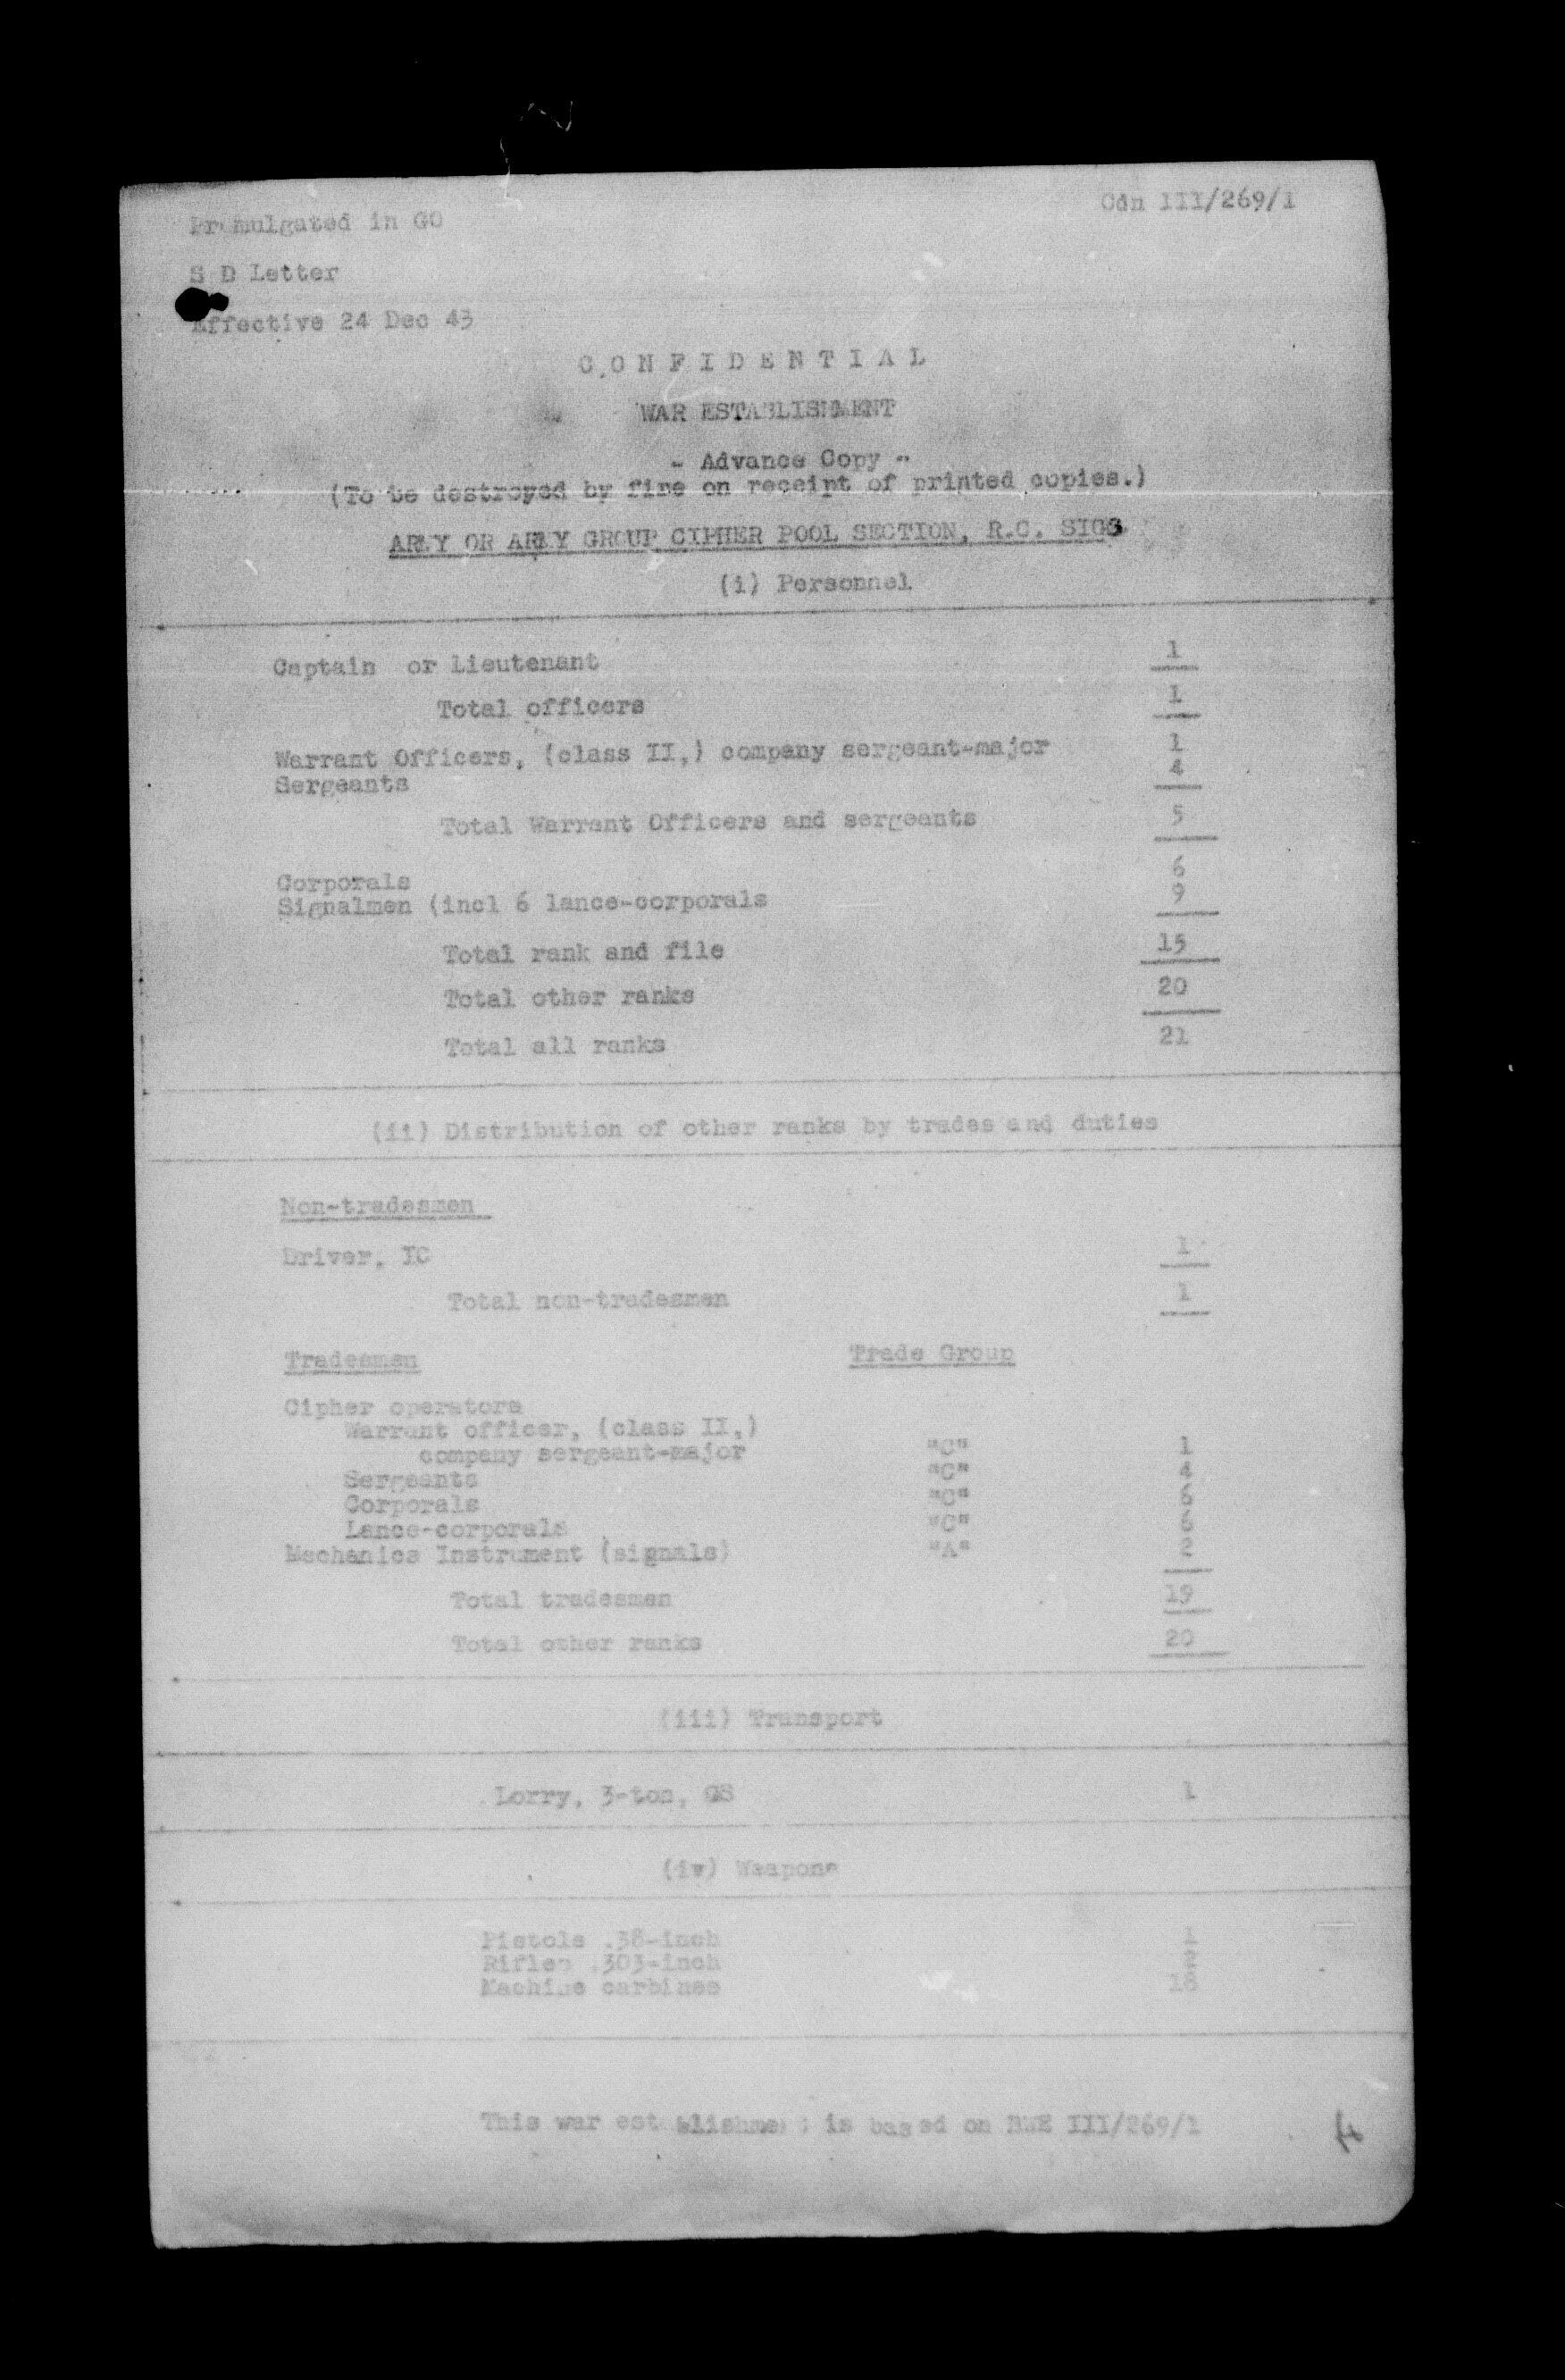 Cdn III/269/1
Promulgated in GO
S D Letter
Effective 24 Dec 43
C O N F I D E N T I A L
WAR ESTABLISHMENT
- Advance Copy -
(To be destroyed by fire on receipt of printed copies.)
ARMY OR ARMY GROUP CIPHER POOL SECTION, R.C. SIGS
(i) Personnel
Captain or Lieutenant 1
Total officers 1
Warrant Officers, (class II,) company sergeant-major 1
Sergeants 4
Total Warrant Officers and sergeants 5
Corporals 6
Signalmen (incl 6 lance-corporals 9
Total rank and file 15
Total other ranks 20
Total all ranks 21
(ii) Distribution of other ranks by trades and duties
Non-tradesmen
Driver, IC 1
Total non-tradesmen 1
Tradesmen Trade Group
Cipher operators
Warrant officer, (class II,)
company sergeant-major "C" 1
Sergeants "C" 4
Corporals "C" 6
Lance-corporals "C" 6
Mechanics Instrument (signals) "A" 2
Total tradesmen 19
Total other ranks 20
(iii) Transport
Lorry, 3-ton, GS 1
(iv) Weapons
Pistols .38-inch 1
Rifles .303-inch 2
Machine carbines 18
This war establishment is based on BWE III/269/1